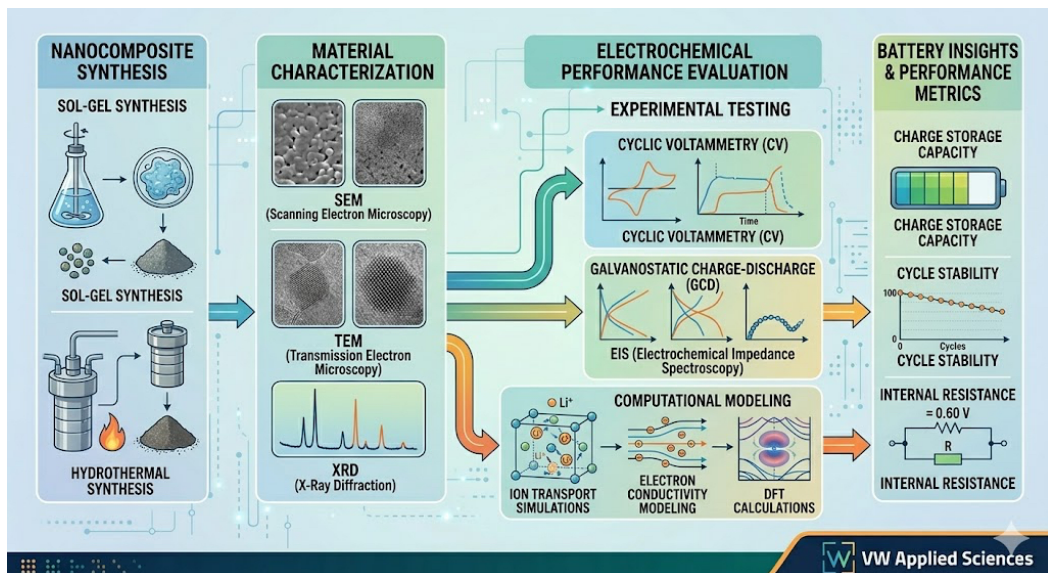 NANOCOMPOSITE
SYNTHESIS
SOL-GEL SYNTHESIS
SOL-GEL SYNTHESIS
HYDROTHERMAL
SYNTHESIS
MATERIAL
CHARACTERIZATION
SEM
(Scanning Electron Microscopy)
TEM
(Transmission Electron
Microscopy)
XRD
(X-Ray Diffraction)
ELECTROCHEMICAL
PERFORMANCE EVALUATION
EXPERIMENTAL TESTING
CYCLIC VOLTAMMETRY (CV)
Time
CYCLIC VOLTAMMETRY (CV)
GALVANOSTATIC CHARGE-DISCHARGE
(GCD)
EIS (Electrochemical Impedance
Spectroscopy)
COMPUTATIONAL MODELING
Li⁺
ION TRANSPORT
SIMULATIONS
ELECTRON
CONDUCTIVITY
MODELING
DFT
CALCULATIONS
BATTERY INSIGHTS
& PERFORMANCE
METRICS
CHARGE STORAGE
CAPACITY
CHARGE STORAGE
CAPACITY
CYCLE STABILITY
100
0
0
Cycles
CYCLE STABILITY
INTERNAL RESISTANCE
= 0.60 V
R
INTERNAL RESISTANCE
W VW Applied Sciences